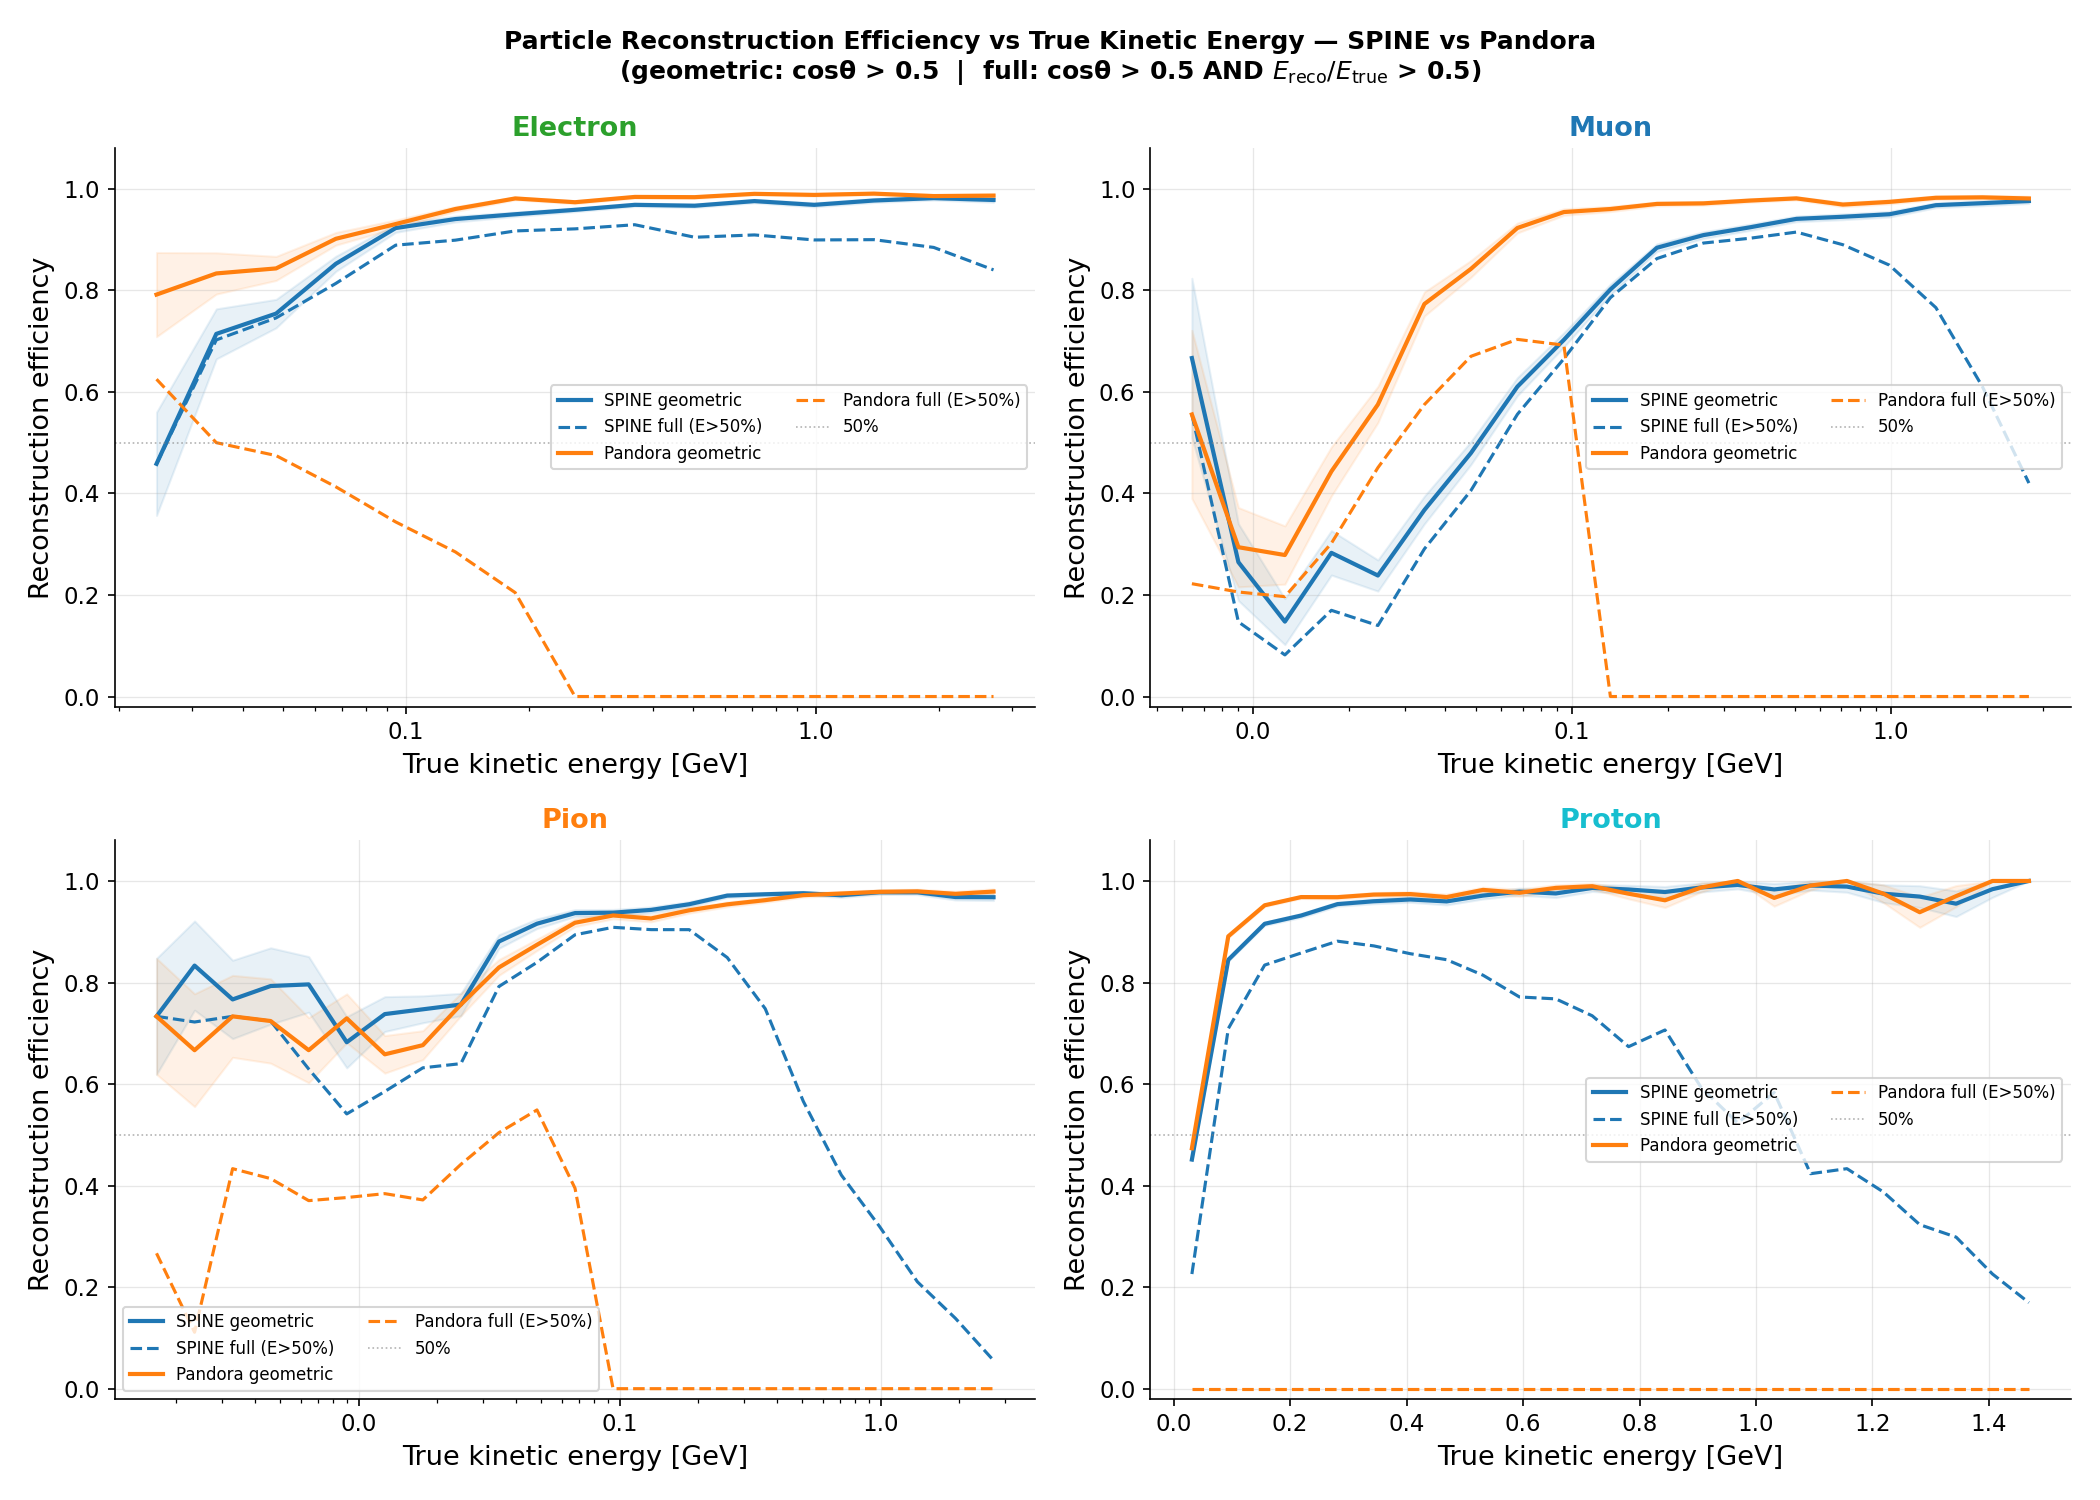 Particle Reconstruction Efficiency vs True Kinetic Energy — SPINE vs Pandora
(geometric: cosθ > 0.5 | full: cosθ > 0.5 AND E_reco/E_true > 0.5)
Electron
Reconstruction efficiency
1.0
0.8
0.6
0.4
0.2
0.0
SPINE geometric
SPINE full (E>50%)
Pandora geometric
Pandora full (E>50%)
50%
0.1
1.0
True kinetic energy [GeV]
Muon
Reconstruction efficiency
1.0
0.8
0.6
0.4
0.2
0.0
SPINE geometric
SPINE full (E>50%)
Pandora geometric
Pandora full (E>50%)
50%
0.0
0.1
1.0
True kinetic energy [GeV]
Pion
Reconstruction efficiency
1.0
0.8
0.6
0.4
0.2
0.0
SPINE geometric
SPINE full (E>50%)
Pandora geometric
Pandora full (E>50%)
50%
0.0
0.1
1.0
True kinetic energy [GeV]
Proton
Reconstruction efficiency
1.0
0.8
0.6
0.4
0.2
0.0
SPINE geometric
SPINE full (E>50%)
Pandora geometric
Pandora full (E>50%)
50%
0.0
0.2
0.4
0.6
0.8
1.0
1.2
1.4
True kinetic energy [GeV]